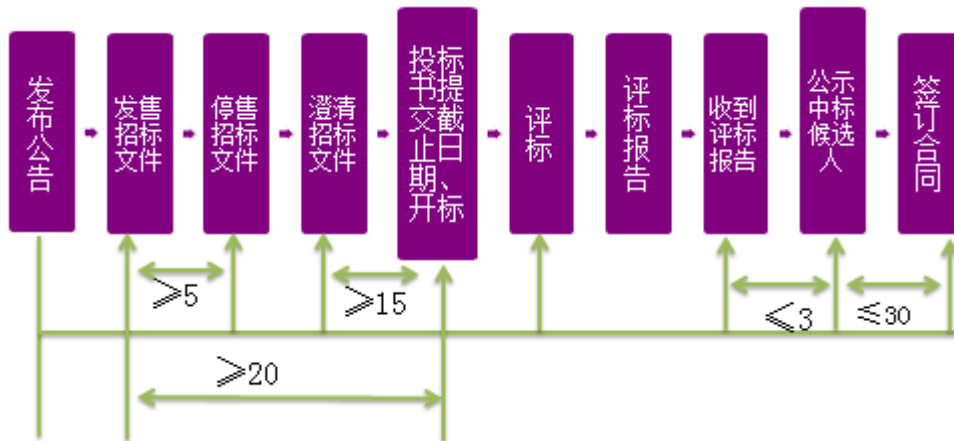 发布公告
发售
招标
文件
停售
招标
文件
澄清
招标
文件
投标
书提
交截
止日
期、
开标
评标
评标报告
收到
评标
报告
公示
中标
候选
人
签订合同
≥5
≥15
≤3
≤30
≥20